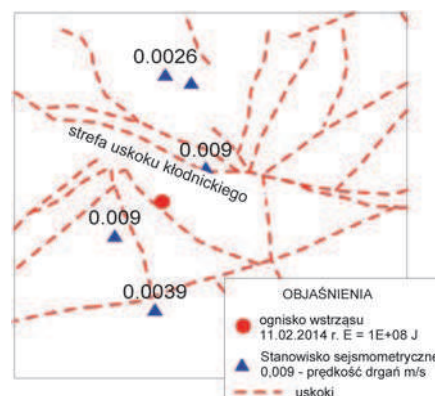 0.0026
strefa uskoku kłodnickiego
0.009
0.009
0.0039
OBJAŚNIENIA
ognisko wstrząsu
11.02.2014 r. E = 1E+08 J
Stanowisko sejsmometryczne
0,009 - prędkość drgań m/s
uskoki